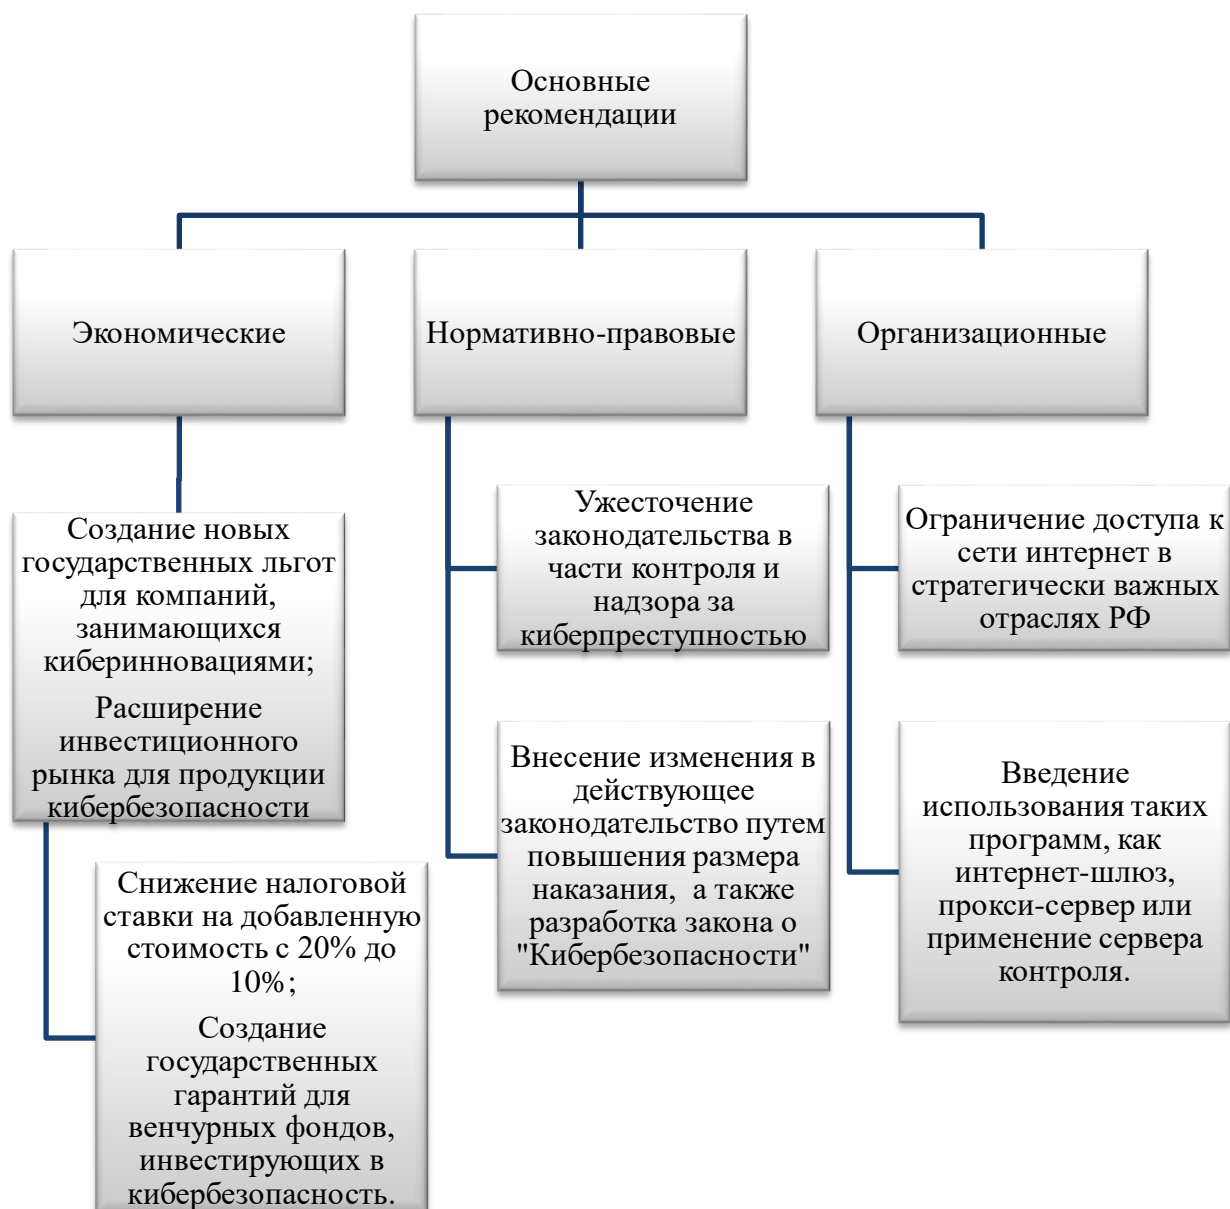 Основные
рекомендации
Экономические
Нормативно-правовые
Организационные
Создание новых
государственных льгот
для компаний,
занимающихся
кибериновациями;
Расширение
инвестиционного
рынка для продукции
кибербезопасности
Снижение налоговой
ставки на добавленную
стоимость с 20% до
10%;
Создание
государственных
гарантий для
венчурных фондов,
инвестирующих в
кибербезопасность.
Ужесточение
законодательства в
части контроля и
надзора за
киберпреступностью
Внесение изменения в
действующее
законодательство путем
повышения размера
наказания, а также
разработка закона о
"Кибербезопасности"
Ограничение доступа к
сети интернет в
стратегически важных
отраслях РФ
Введение
использования таких
программ, как
интернет-шлюз,
прокси-сервер или
применение сервера
контроля.